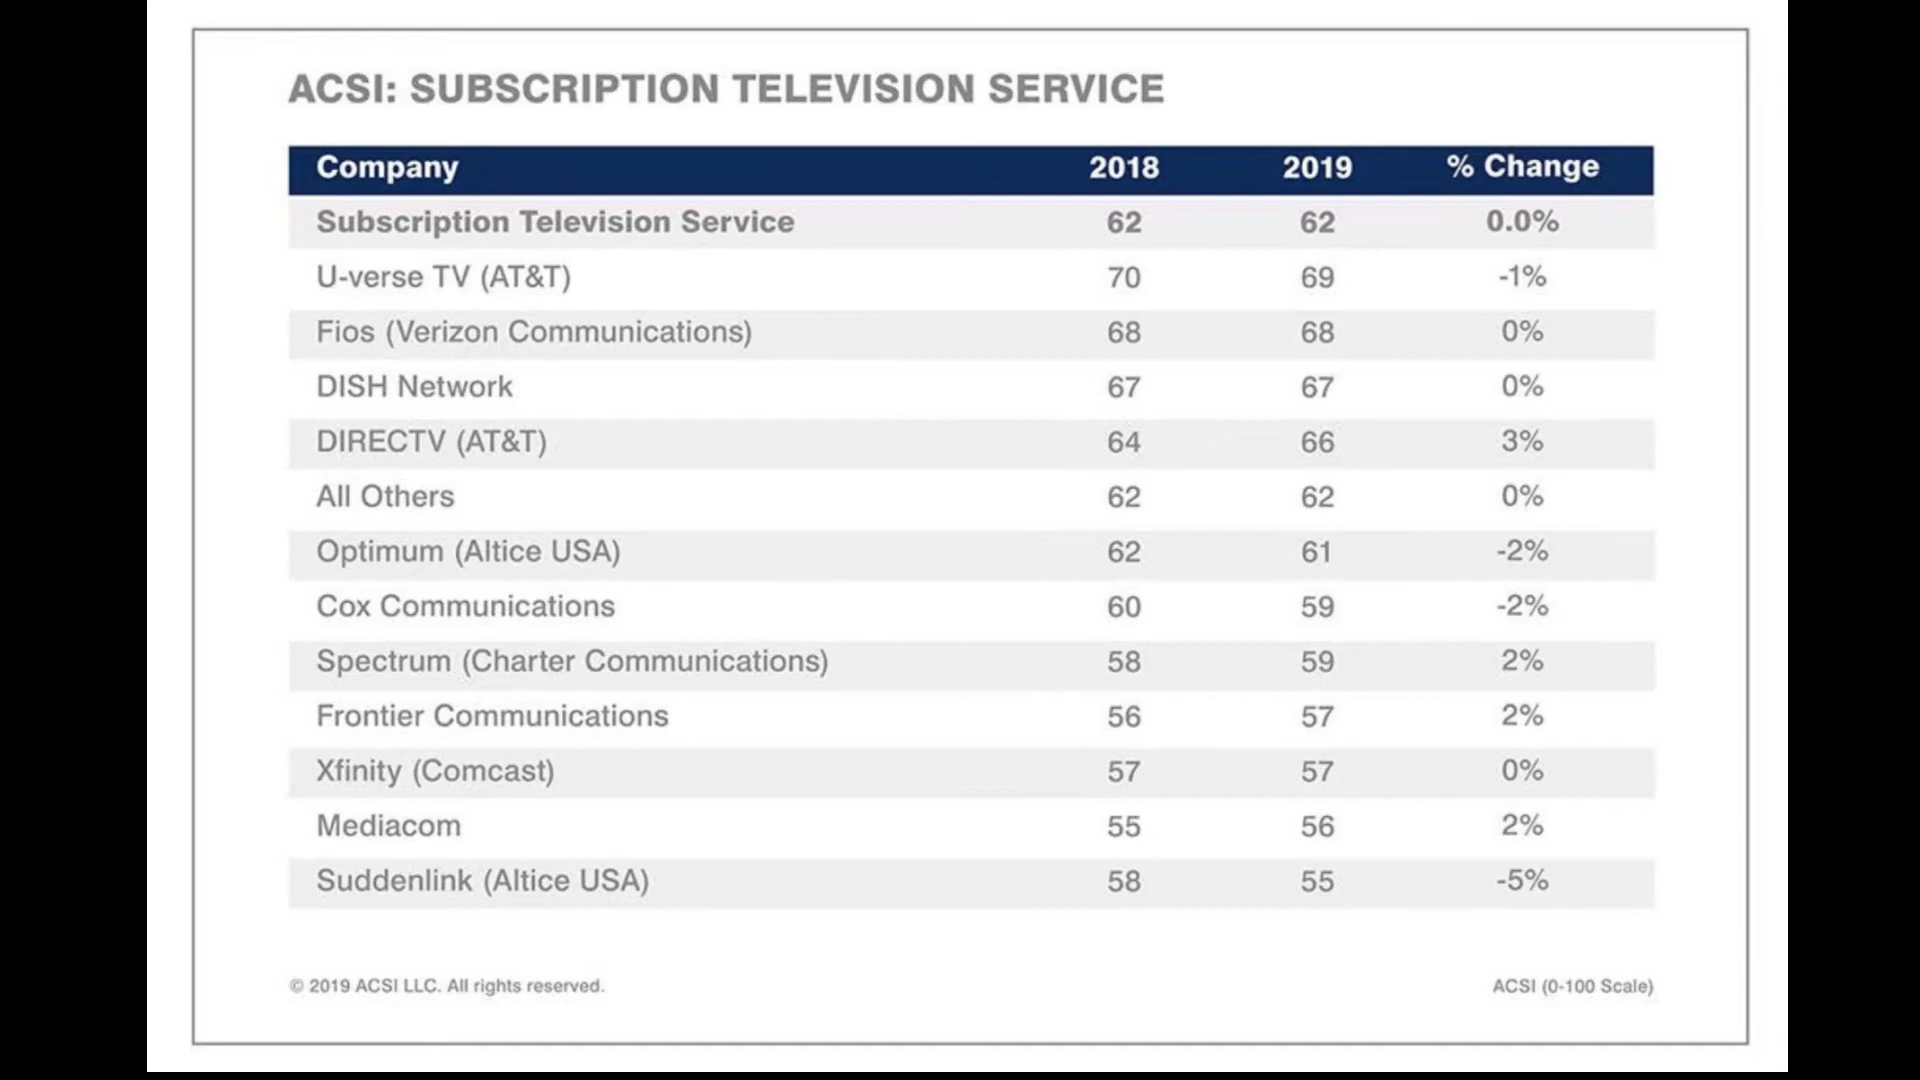 ACSI: SUBSCRIPTION TELEVISION SERVICE
Company 2018 2019 % Change
Subscription Television Service 62 62 0.0%
U-verse TV (AT&T) 70 69 -1%
Fios (Verizon Communications) 68 68 0%
DISH Network 67 67 0%
DIRECTV (AT&T) 64 66 3%
All Others 62 62 0%
Optimum (Altice USA) 62 61 -2%
Cox Communications 60 59 -2%
Spectrum (Charter Communications) 58 59 2%
Frontier Communications 56 57 2%
Xfinity (Comcast) 57 57 0%
Mediacom 55 56 2%
Suddenlink (Altice USA) 58 55 -5%
© 2019 ACSI LLC. All rights reserved. ACSI (0-100 Scale)